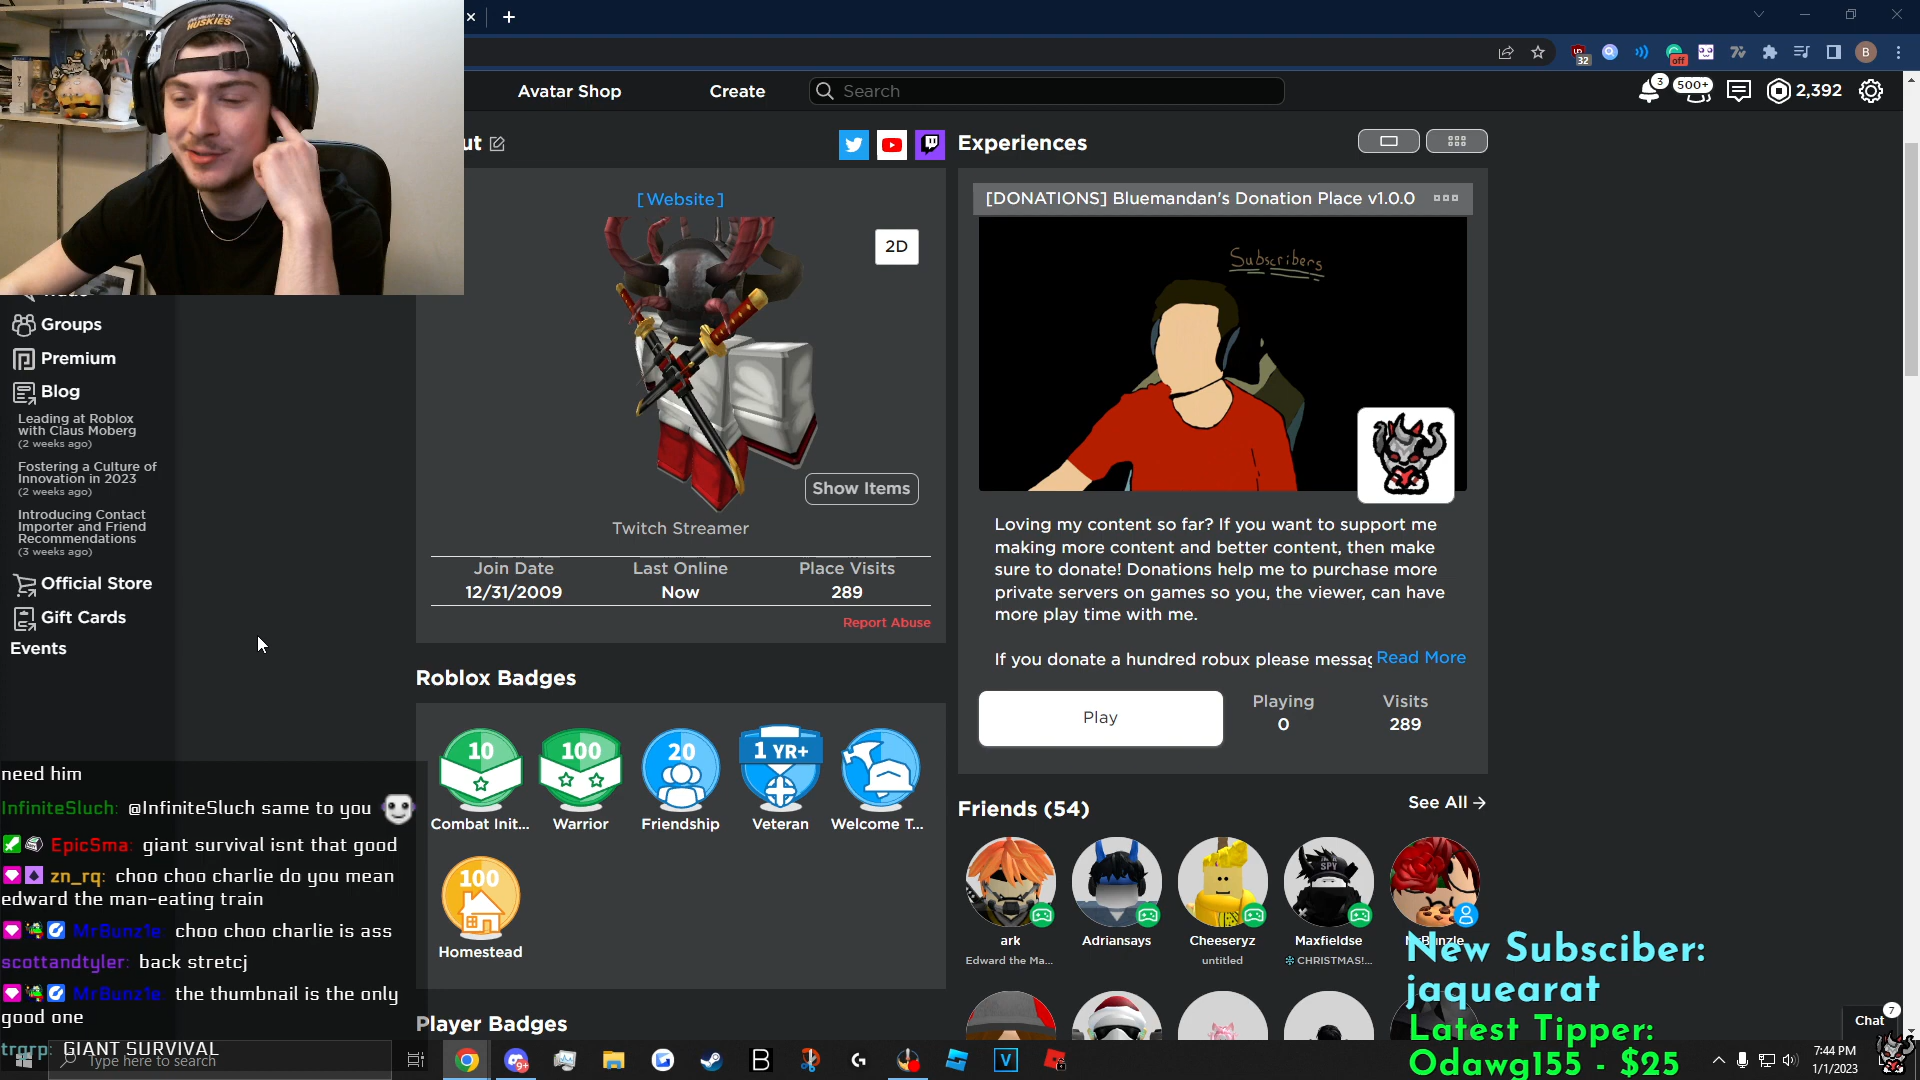 HUSKIES
32
off
B
Avatar Shop
Create
Search
3
500+
2,392
ut
Experiences
[Website]
2D
[DONATIONS] Bluemandan's Donation Place v1.0.0
Subscribers
Groups
Premium
Blog
Leading at Roblox
with Claus Moberg
(2 weeks ago)
Fostering a Culture of
Innovation in 2023
(2 weeks ago)
Introducing Contact
Importer and Friend
Recommendations
(3 weeks ago)
Official Store
Gift Cards
Events
Show Items
Twitch Streamer
Join Date
Last Online
Place Visits
12/31/2009
Now
289
Report Abuse
Loving my content so far? If you want to support me
making more content and better content, then make
sure to donate! Donations help me to purchase more
private servers on games so you, the viewer, can have
more play time with me.
If you donate a hundred robux please messag
Read More
Play
Playing
0
Visits
289
Roblox Badges
10
Combat Init...
100
Warrior
20
Friendship
1 YR+
Veteran
Welcome T...
100
Homestead
Player Badges
Friends (54)
See All
ark
Edward the Ma...
Adriansays
Cheeseryz
untitled
SPY
Maxfieldse
CHRISTMAS!...
need him
InfiniteSluch: @InfiniteSluch same to you
EpicSma: giant survival isnt that good
zn_rq: choo choo charlie do you mean
edward the man-eating train
MrBunz1e: choo choo charlie is ass
scottandtyler: back stretcj
MrBunz1e: the thumbnail is the only
good one
trgrp: GIANT SURVIVAL
New Subsciber:
jaquearat
Latest Tipper:
Odawg155 - $25
Chat
7
Type here to search
9+
B
V
7:44 PM
1/1/2023